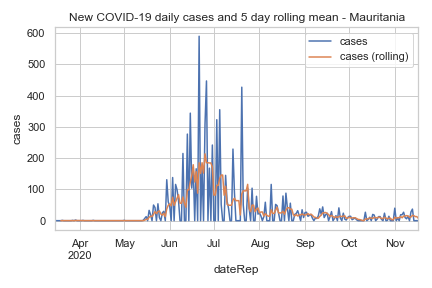 New COVID-19 daily cases and 5 day rolling mean - Mauritania
600
500
400
300
200
100
0
cases
cases
cases (rolling)
Apr
2020
May
Jun
Jul
Aug
Sep
Oct
Nov
dateRep